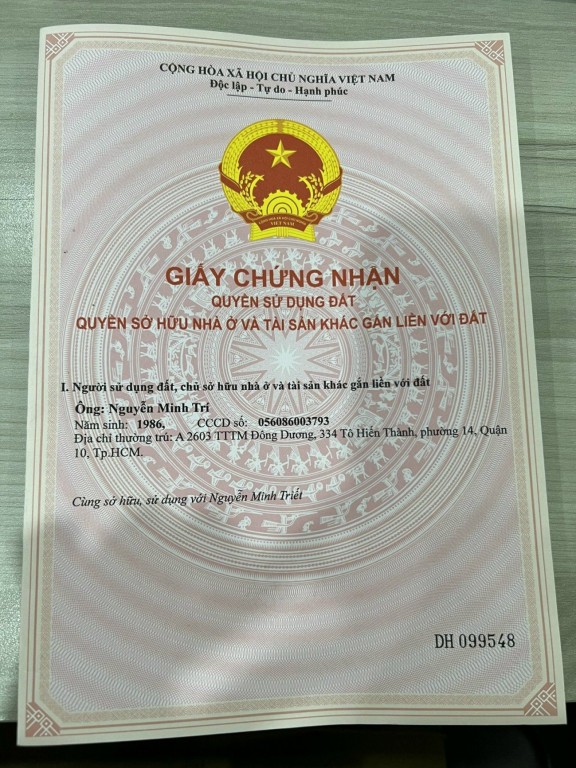 CỘNG HÒA XÃ HỘI CHỦ NGHĨA VIỆT NAM
Độc lập - Tự do - Hạnh phúc
VIỆT NAM
GIẤY CHỨNG NHẬN
QUYỀN SỬ DỤNG ĐẤT
QUYỀN SỞ HỮU NHÀ Ở VÀ TÀI SẢN KHÁC GẮN LIỀN VỚI ĐẤT
I. Người sử dụng đất, chủ sở hữu nhà ở và tài sản khác gắn liền với đất
Ông: Nguyễn Minh Trí
Năm sinh: 1986, CCCD số: 056086003793
Địa chỉ thường trú: A 2603 TTTM Đông Dương, 334 Tô Hiến Thành, phường 14, Quận
10, Tp.HCM.
Cùng sở hữu, sử dụng với Nguyễn Minh Triết
DH 099548